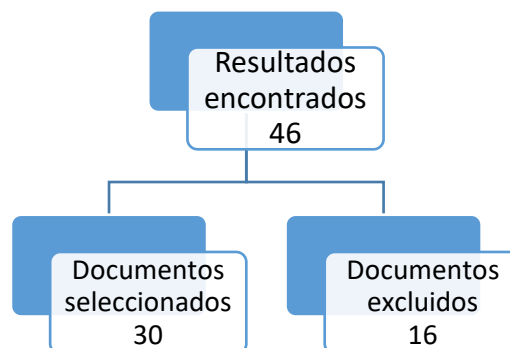 Resultados
encontrados
46
Documentos
seleccionados
30
Documentos
excluidos
16